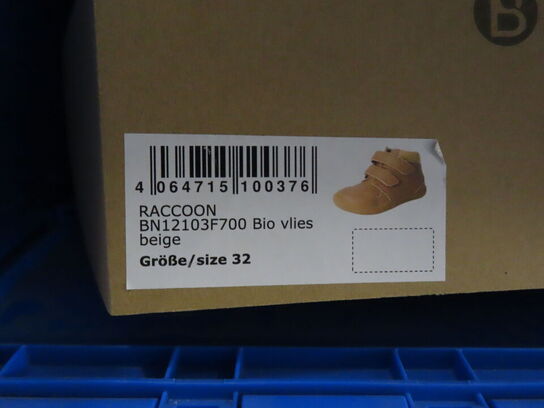 B
4 064715 100376
RACCOON
BN12103F700 Bio vlies
beige
Größe/size 32